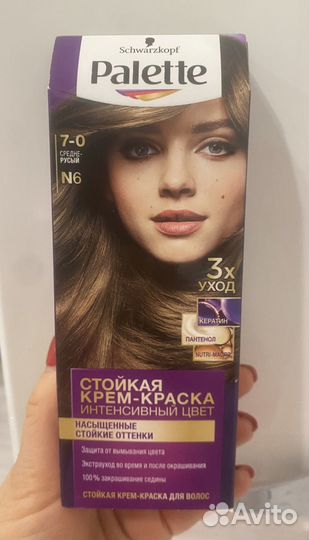 Schwarzkopf
Palette
7-0
СРЕДНЕ-
РУСЫЙ
N6
3х
УХОД
КЕРАТИН
ПАНТЕНОЛ
NUTRI-МАСЛО
СТОЙКАЯ
КРЕМ-КРАСКА
ИНТЕНСИВНЫЙ ЦВЕТ
НАСЫЩЕННЫЕ
СТОЙКИЕ ОТТЕНКИ
Защита от вымывания цвета
Экстрауход во время и после окрашивания
100% закрашивание седины
СТОЙКАЯ КРЕМ-КРАСКА ДЛЯ ВОЛОС
Avito